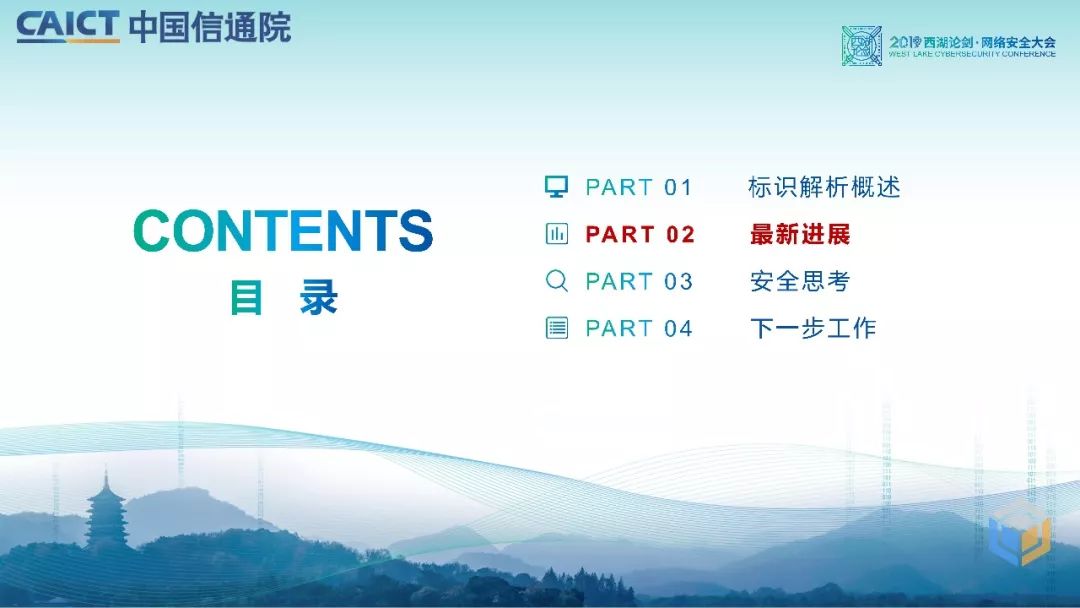 CAICT 中国信通院
2019 西湖论剑·网络安全大会
WEST LAKE CYBERSECURITY CONFERENCE
CONTENTS
目 录
PART 01 标识解析概述
PART 02 最新进展
PART 03 安全思考
PART 04 下一步工作